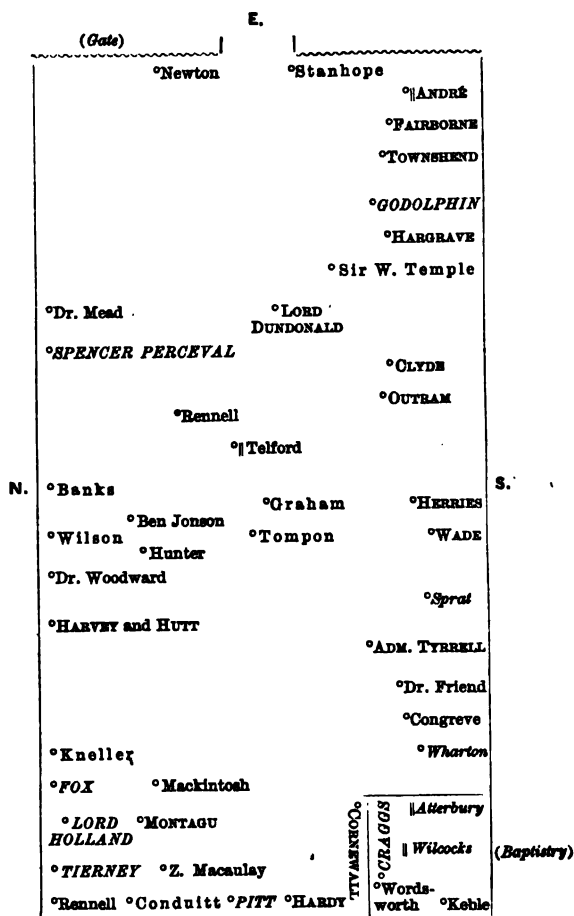 E.
(Gate)
°Newton °Stanhope
°‖ANDRÉ
°FAIRBORNE
°TOWNSHEND
°GODOLPHIN
°HARGRAVE
°Sir W. Temple
°Dr. Mead °LORD
DUNDONALD
°SPENCER PERCEVAL
°CLYDE
°OUTRAM
°Rennell
°‖Telford
N. °Banks S.
°Graham °HERRIES
°Ben Jonson
°Wilson °Tompon °WADE
°Hunter
°Dr. Woodward
°Sprat
°HARVEY and HUTT
°ADM. TYRRELL
°Dr. Friend
°Congreve
°Kneller °Wharton
°FOX °Mackintosh
°CORNEWALL
°CRAGGS
‖Atterbury
°LORD °MONTAGU
HOLLAND
‖Wilcocks (Baptistry)
°TIERNEY °Z. Macaulay
°Words-
°Rennell °Conduitt °PITT °HARDY worth °Keble